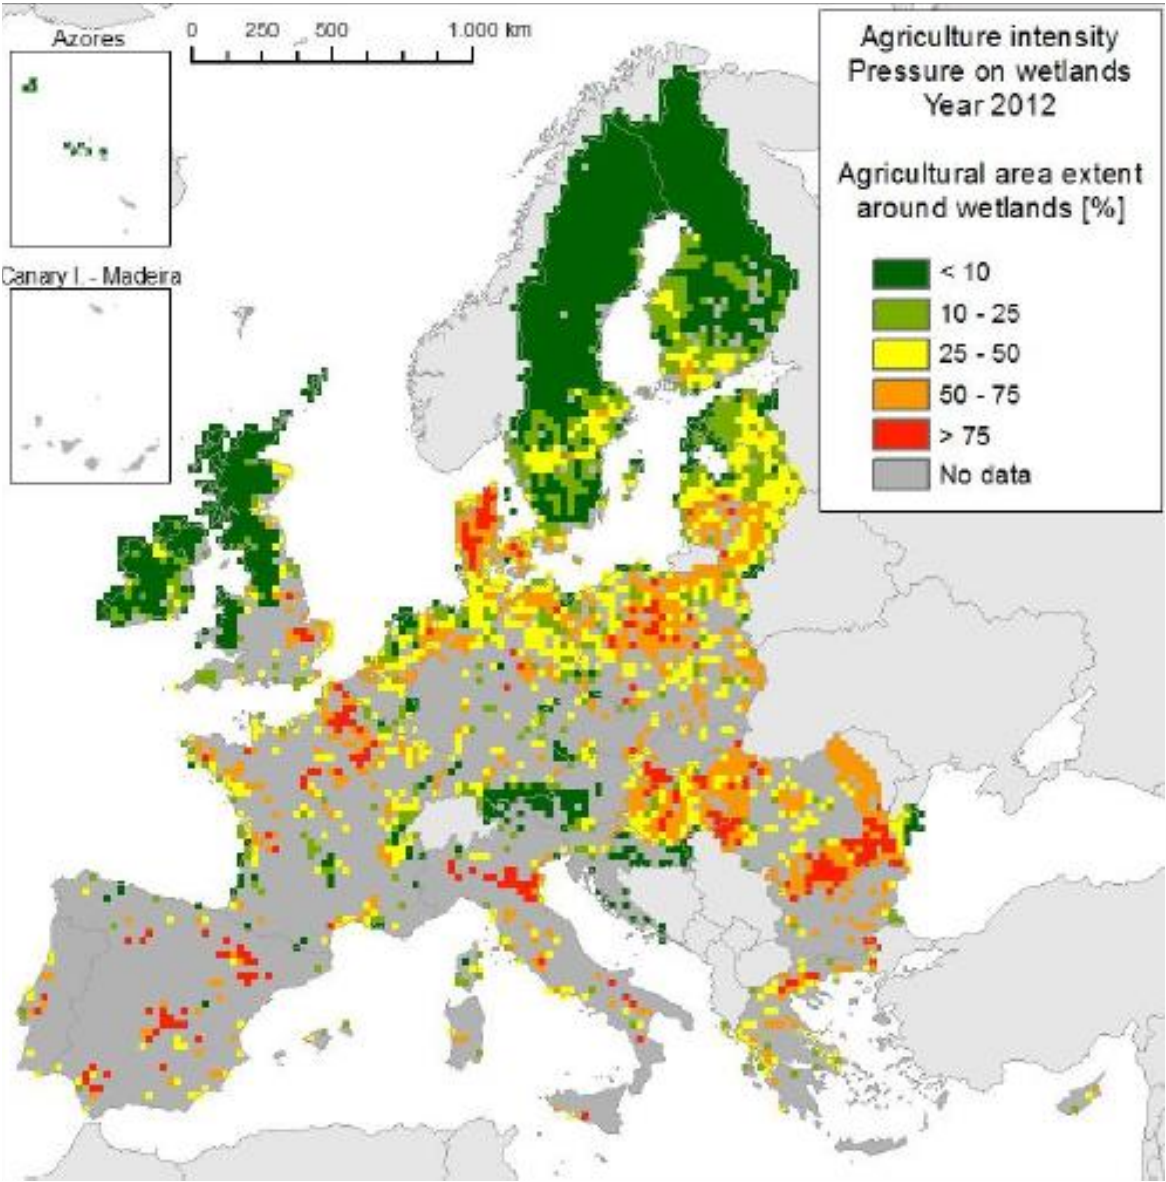 Azores
0 250 500 1.000 km
Canary I. - Madeira
Agriculture intensity
Pressure on wetlands
Year 2012
Agricultural area extent
around wetlands [%]
< 10
10 - 25
25 - 50
50 - 75
> 75
No data